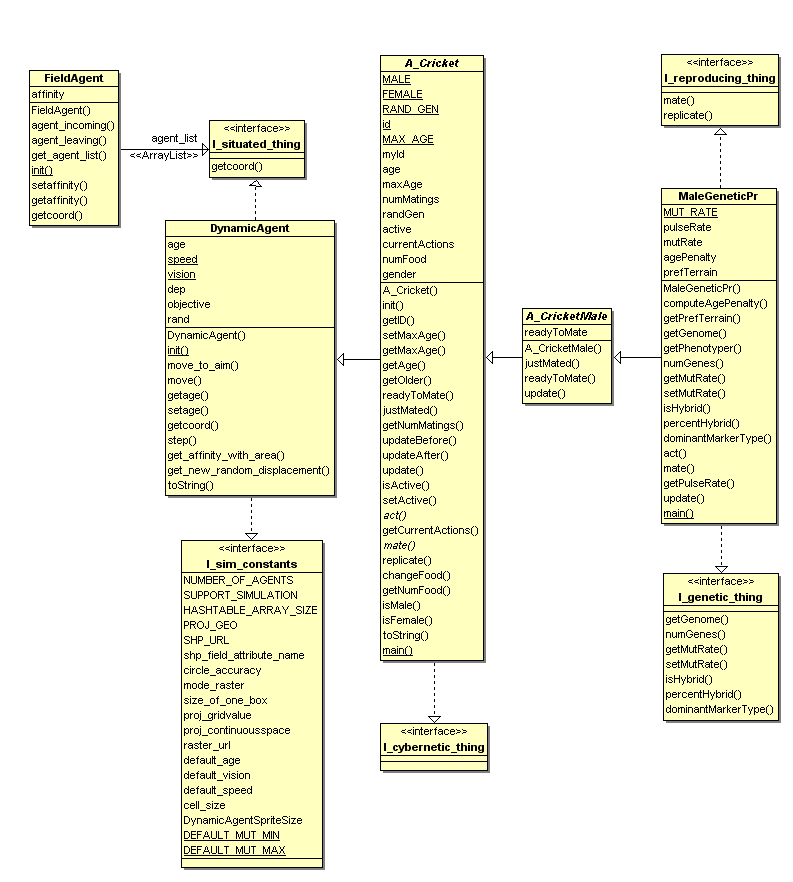 FieldAgent
affinity
FieldAgent()
agent_incoming()
agent_leaving()
get_agent_list()
init()
setaffinity()
getaffinity()
getcoord()
agent_list
<<ArrayList>>
<<interface>>
I_situated_thing
getcoord()
DynamicAgent
age
speed
vision
dep
objective
rand
DynamicAgent()
init()
move_to_aim()
move()
getage()
setage()
getcoord()
step()
get_affinity_with_area()
get_new_random_displacement()
toString()
<<interface>>
I_sim_constants
NUMBER_OF_AGENTS
SUPPORT_SIMULATION
HASHTABLE_ARRAY_SIZE
PROJ_GEO
SHP_URL
shp_field_attribute_name
circle_accuracy
mode_raster
size_of_one_box
proj_gridvalue
proj_continuousspace
raster_url
default_age
default_vision
default_speed
cell_size
DynamicAgentSpriteSize
DEFAULT_MUT_MIN
DEFAULT_MUT_MAX
A_Cricket
MALE
FEMALE
RAND_GEN
id
MAX_AGE
myId
age
maxAge
numMatings
randGen
active
currentActions
numFood
gender
A_Cricket()
init()
getID()
setMaxAge()
getMaxAge()
getAge()
getOlder()
readyToMate()
justMated()
getNumMatings()
updateBefore()
updateAfter()
update()
isActive()
setActive()
act()
getCurrentActions()
mate()
replicate()
changeFood()
getNumFood()
isMale()
isFemale()
toString()
main()
<<interface>>
I_cybernetic_thing
A_CricketMale
readyToMate
A_CricketMale()
justMated()
readyToMate()
update()
<<interface>>
I_reproducing_thing
mate()
replicate()
MaleGeneticPr
MUT_RATE
pulseRate
mutRate
agePenalty
prefTerrain
MaleGeneticPr()
computeAgePenalty()
getPrefTerrain()
getGenome()
getPhenotyper()
numGenes()
getMutRate()
setMutRate()
isHybrid()
percentHybrid()
dominantMarkerType()
act()
mate()
getPulseRate()
update()
main()
<<interface>>
I_genetic_thing
getGenome()
numGenes()
getMutRate()
setMutRate()
isHybrid()
percentHybrid()
dominantMarkerType()